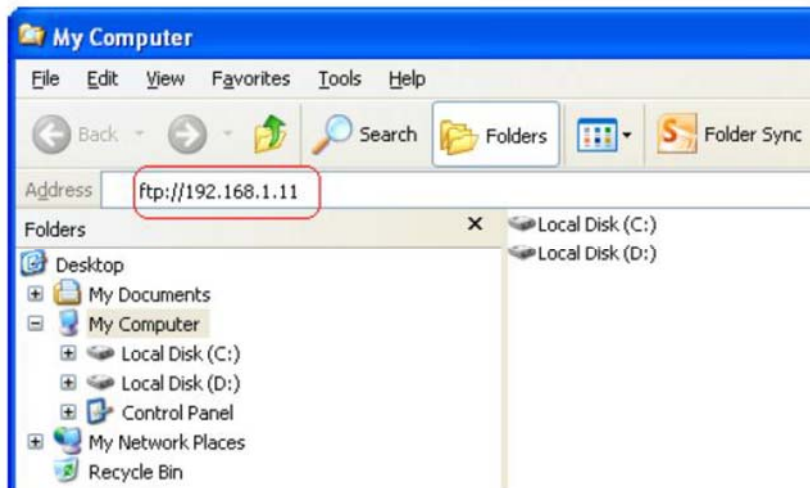 My Computer
File Edit View Favorites Tools Help
Back Search Folders Folder Sync
Address ftp://192.168.1.11
Folders
Desktop
My Documents
My Computer
Local Disk (C:)
Local Disk (D:)
Control Panel
My Network Places
Recycle Bin
Local Disk (C:)
Local Disk (D:)